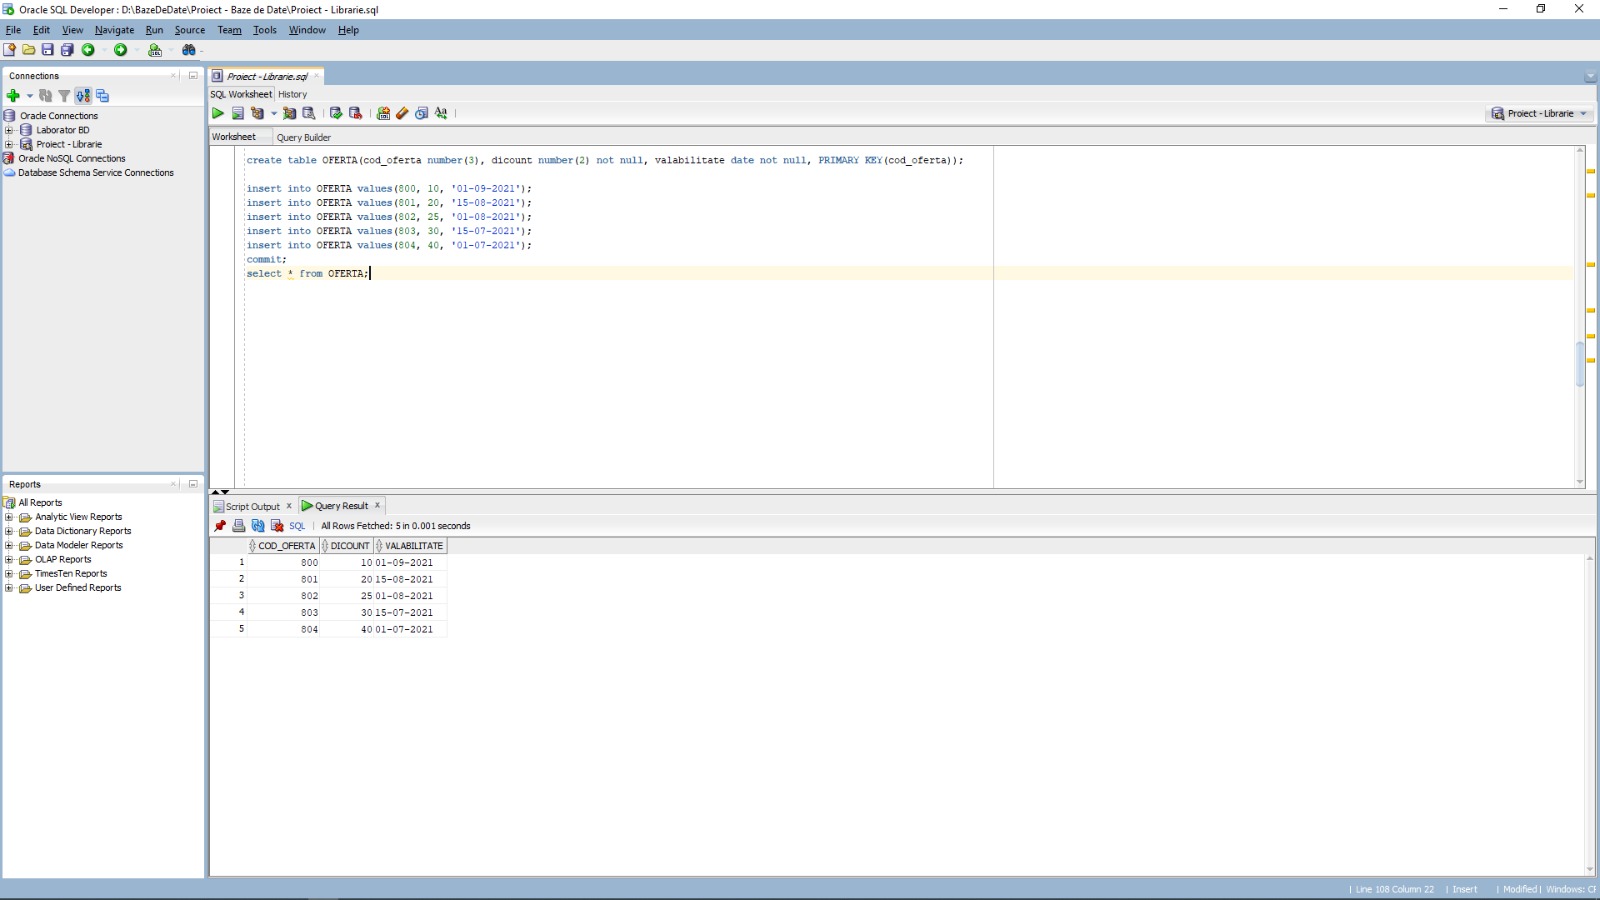 Oracle SQL Developer : D:\BazeDeDate\Proiect - Baze de Date\Proiect - Librarie.sql
File Edit View Navigate Run Source Team Tools Window Help
Connections
Oracle Connections
Laborator BD
Proiect - Librarie
Oracle NoSQL Connections
Database Schema Service Connections
Reports
All Reports
Analytic View Reports
Data Dictionary Reports
Data Modeler Reports
OLAP Reports
TimesTen Reports
User Defined Reports
Proiect - Librarie.sql
SQL Worksheet History
Proiect - Librarie
Worksheet Query Builder
create table OFERTA(cod_oferta number(3), dicount number(2) not null, valabilitate date not null, PRIMARY KEY(cod_oferta));
insert into OFERTA values(800, 10, '01-09-2021');
insert into OFERTA values(801, 20, '15-08-2021');
insert into OFERTA values(802, 25, '01-08-2021');
insert into OFERTA values(803, 30, '15-07-2021');
insert into OFERTA values(804, 40, '01-07-2021');
commit;
select * from OFERTA;
Script Output Query Result
SQL All Rows Fetched: 5 in 0.001 seconds
COD_OFERTA DICOUNT VALABILITATE
1 800 10 01-09-2021
2 801 20 15-08-2021
3 802 25 01-08-2021
4 803 30 15-07-2021
5 804 40 01-07-2021
Line 108 Column 22 Insert Modified Windows: CF